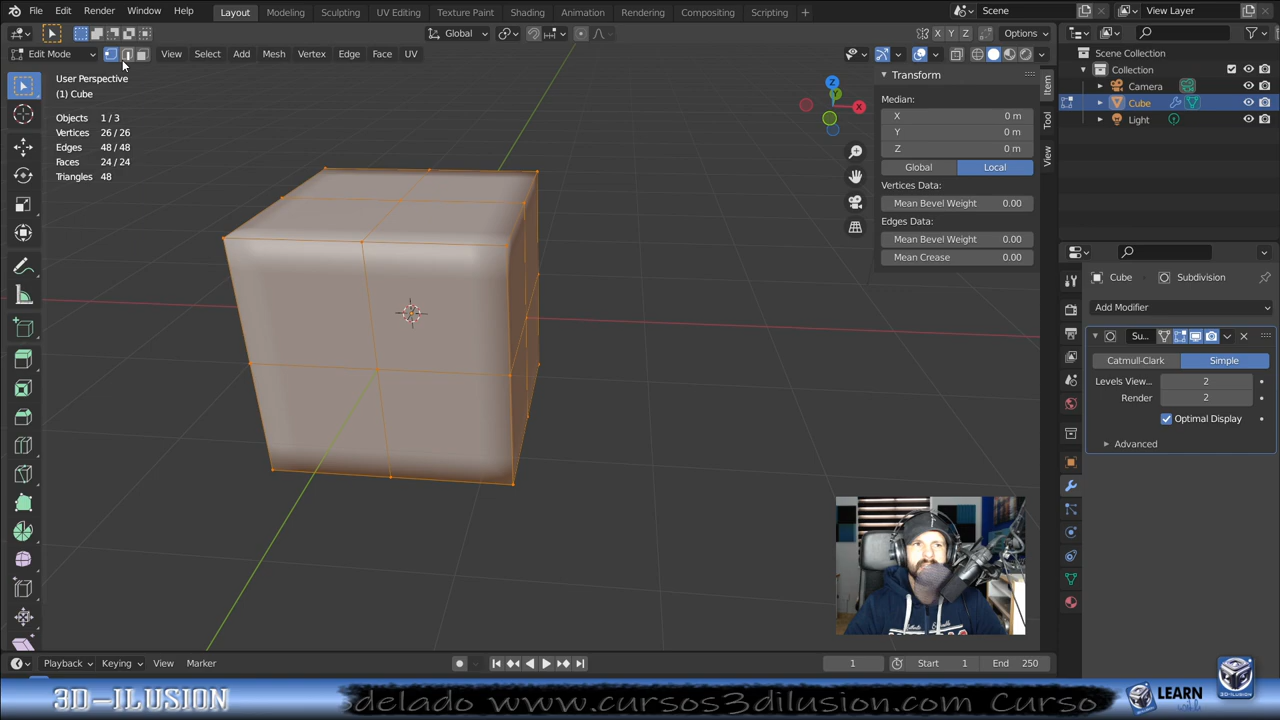 File Edit Render Window Help
Layout Modeling Sculpting UV Editing Texture Paint Shading Animation Rendering Compositing Scripting +
Scene
View Layer
Global
Options
X Y Z
Edit Mode
View Select Add Mesh Vertex Edge Face UV
User Perspective
(1) Cube
Objects 1 / 3
Vertices 26 / 26
Edges 48 / 48
Faces 24 / 24
Triangles 48
Z
Y
X
Transform
Median:
X 0 m
Y 0 m
Z 0 m
Global Local
Vertices Data:
Mean Bevel Weight 0.00
Edges Data:
Mean Bevel Weight 0.00
Mean Crease 0.00
Item
Tool
View
Scene Collection
Collection
Camera
Cube
Light
Cube Subdivision
Add Modifier
Su...
Catmull-Clark Simple
Levels View... 2
Render 2
Optimal Display
Advanced
Playback Keying View Marker
1 Start 1 End 250
3D-ILUSION
delado www.cursos3dilusion.com Curso
LEARN